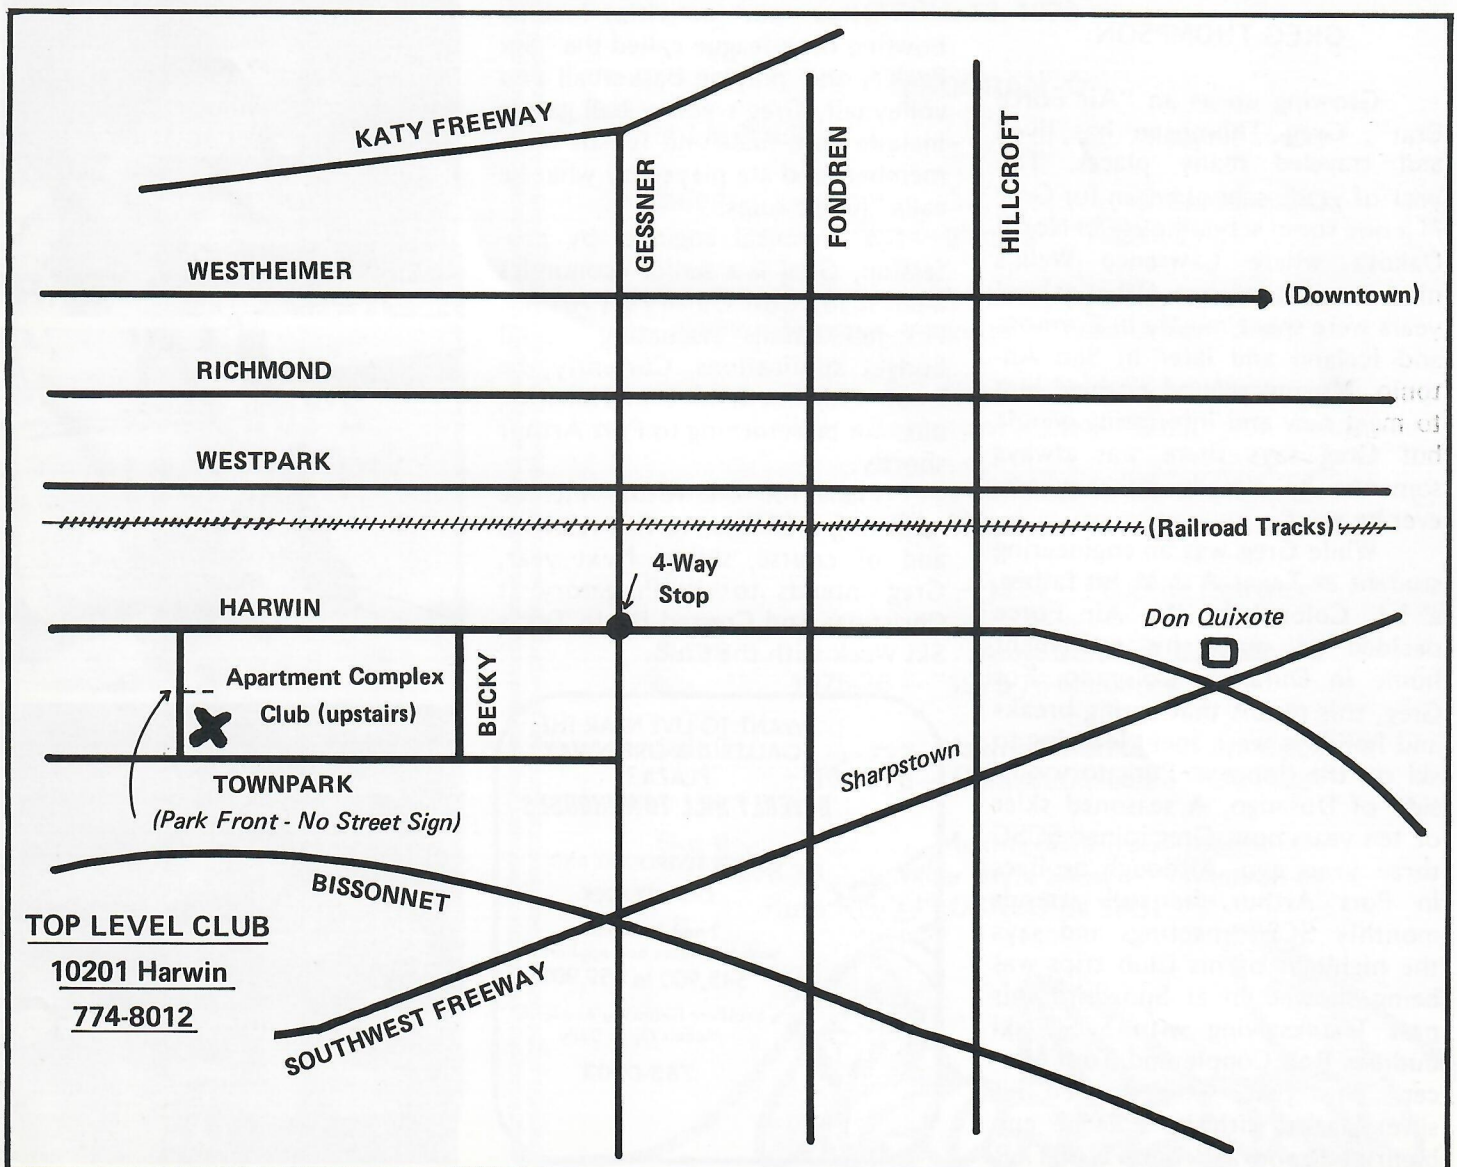 KATY FREEWAY
GESSNER
FONDREN
HILLCROFT
WESTHEIMER
(Downtown)
RICHMOND
WESTPARK
(Railroad Tracks)
4-Way
Stop
HARWIN
Don Quixote
Apartment Complex
Club (upstairs)
BECKY
TOWNPARK
(Park Front - No Street Sign)
Sharpstown
BISSONNET
TOP LEVEL CLUB
10201 Harwin
774-8012
SOUTHWEST FREEWAY